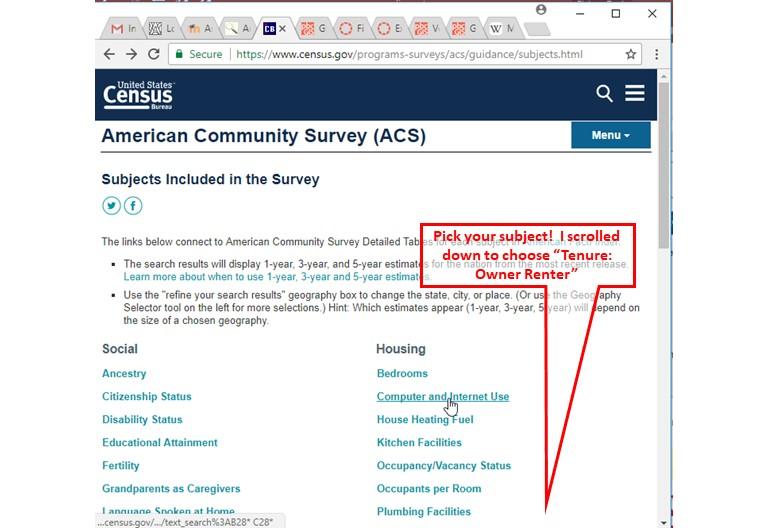 In
Lo
A
A
CB
G
Fi
E
V
G
W M
Secure https://www.census.gov/programs-surveys/acs/guidance/subjects.html
United States™
Census
Bureau
American Community Survey (ACS)
Menu
Subjects Included in the Survey
The links below connect to American Community Survey Detailed Tables for each subject in American Fact finder.
The search results will display 1-year, 3-year, and 5-year estimates for the nation from the most recent release.
Learn more about when to use 1-year, 3-year and 5-year estimates.
Use the "refine your search results" geography box to change the state, city, or place. (Or use the Geography
Selector tool on the left for more selections.) Hint: Which estimates appear (1-year, 3-year, 5-year) will depend on
the size of a chosen geography.
Pick your subject! I scrolled
down to choose “Tenure:
Owner Renter”
Social
Ancestry
Citizenship Status
Disability Status
Educational Attainment
Fertility
Grandparents as Caregivers
Language Spoken at Home
Housing
Bedrooms
Computer and Internet Use
House Heating Fuel
Kitchen Facilities
Occupancy/Vacancy Status
Occupants per Room
Plumbing Facilities
...census.gov/.../text_search%3AB28* C28*